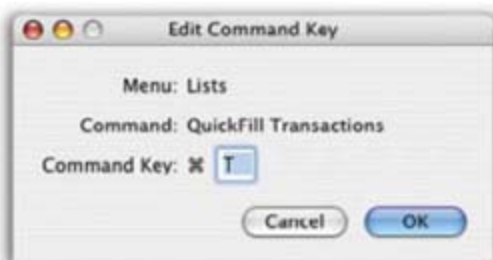 Edit Command Key
Menu: Lists
Command: QuickFill Transactions
Command Key: ⌘ T
Cancel OK